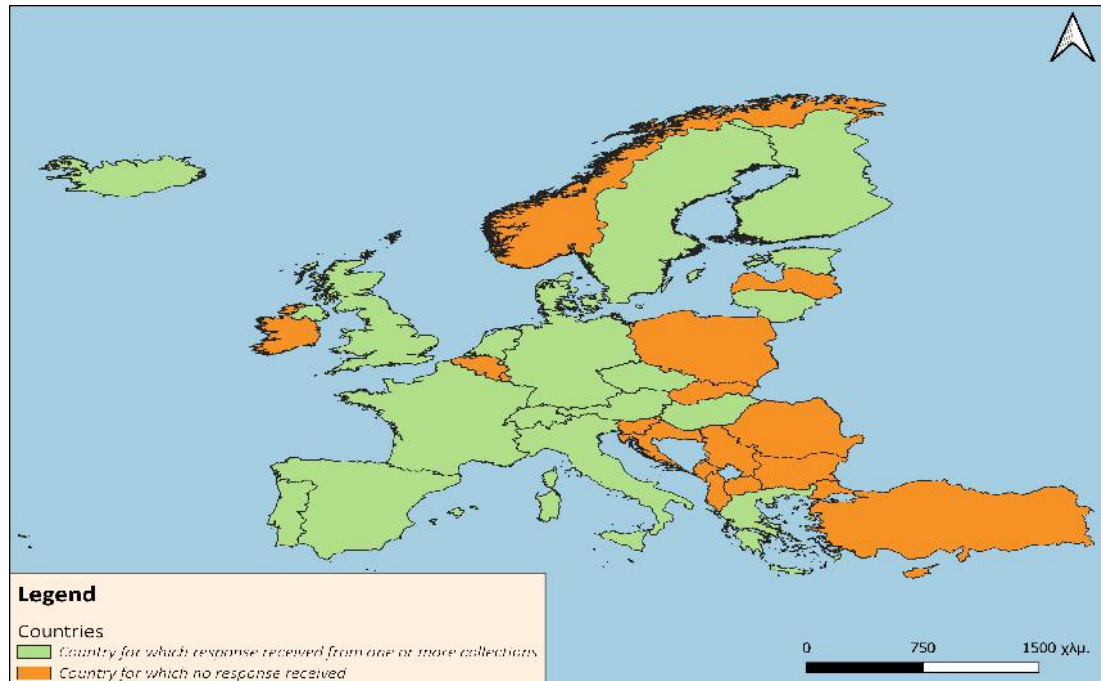 Legend
Countries
Country for which response received from one or more collections
Country for which no response received
0 750 1500 χλμ.